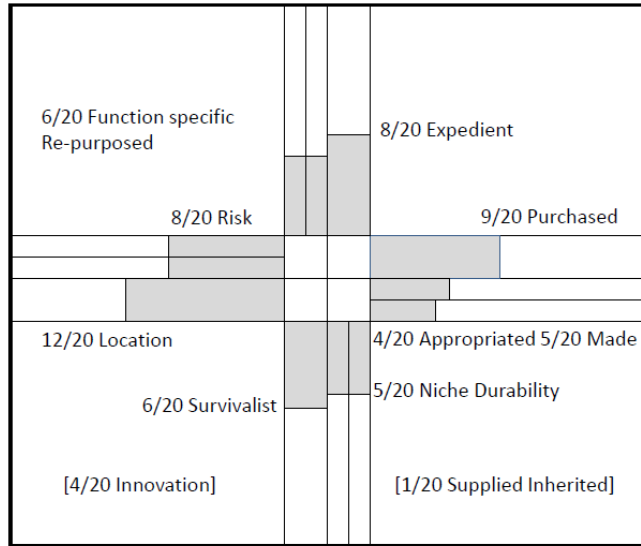 6/20 Function specific
Re-purposed
8/20 Expedient
8/20 Risk
9/20 Purchased
12/20 Location
4/20 Appropriated 5/20 Made
6/20 Survivalist
5/20 Niche Durability
[4/20 Innovation]
[1/20 Supplied Inherited]